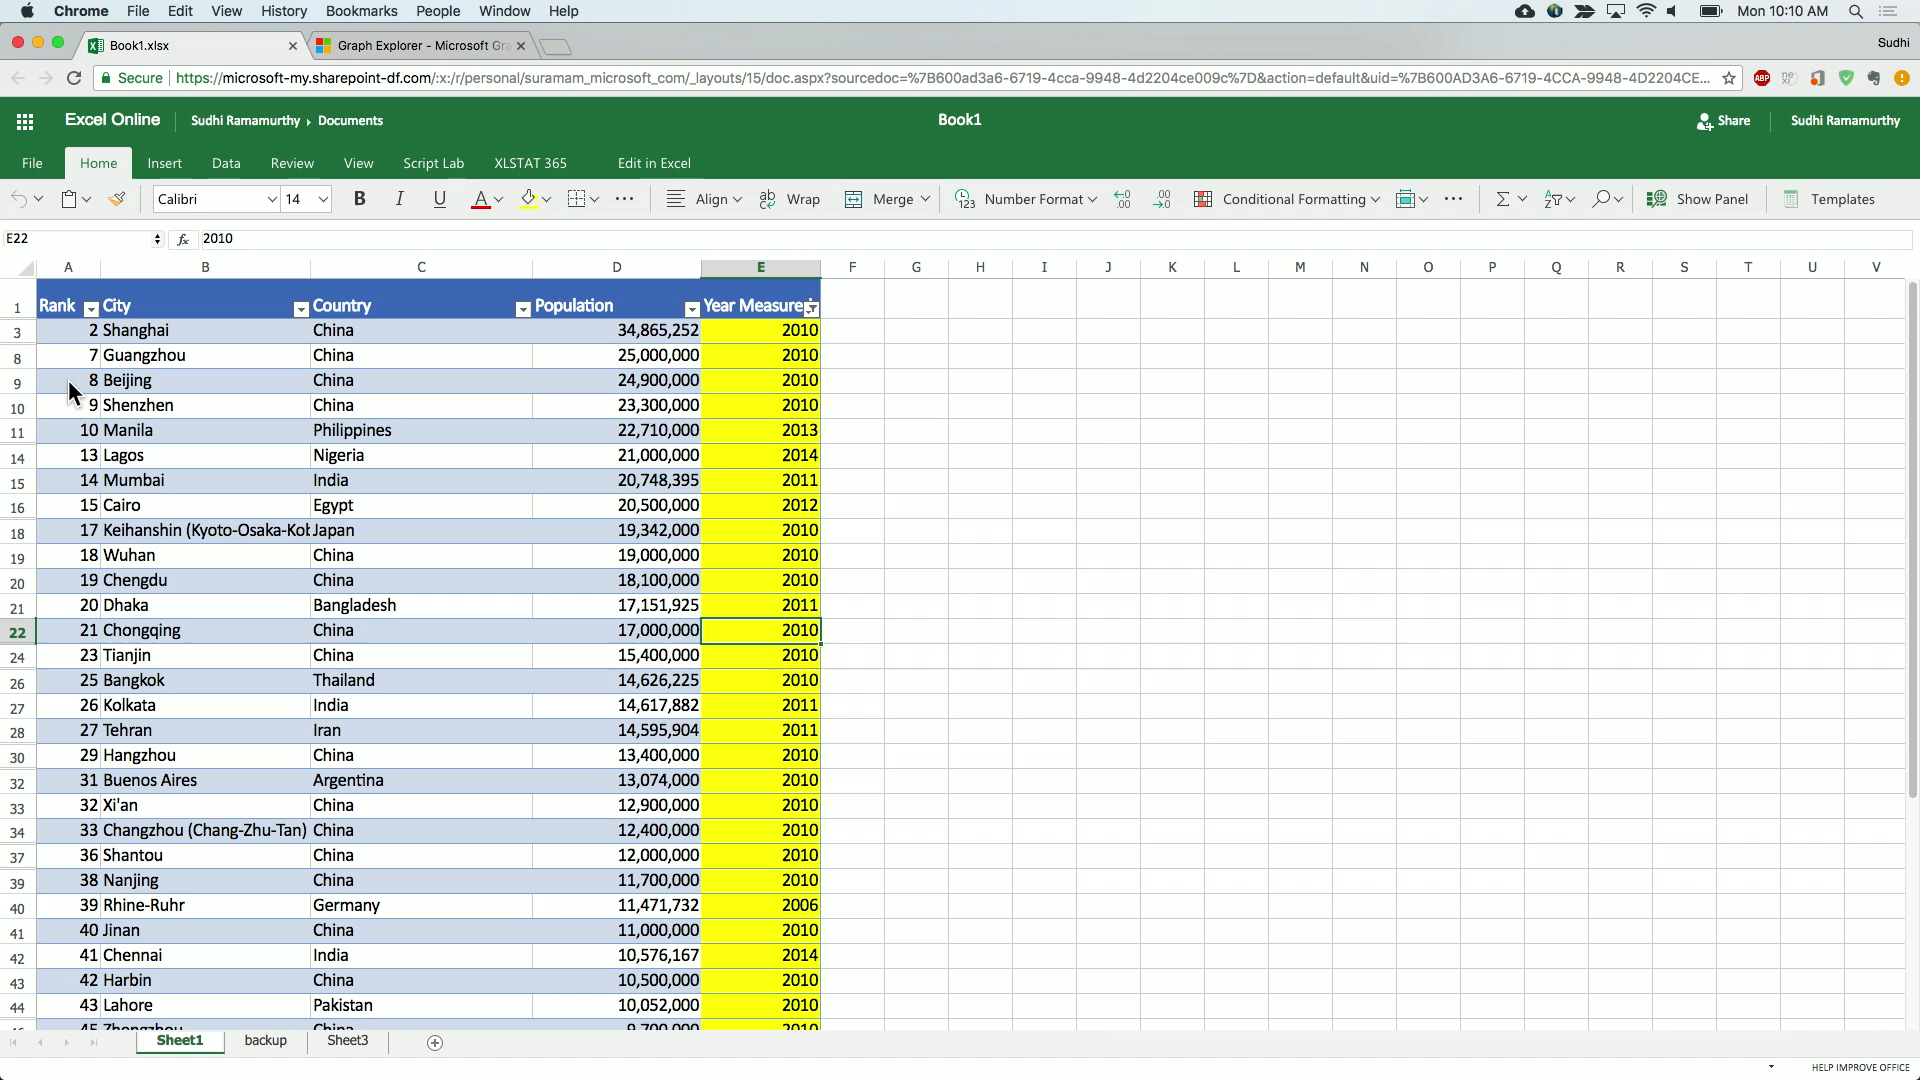 Chrome File Edit View History Bookmarks People Window Help Mon 10:10 AM
Book1.xlsx Graph Explorer - Microsoft Gra Sudhi
Secure https://microsoft-my.sharepoint-df.com/:x:/r/personal/suramam_microsoft_com/_layouts/15/doc.aspx?sourcedoc=%7B600ad3a6-6719-4cca-9948-4d2204ce009c%7D&action=default&uid=%7B600AD3A6-6719-4CCA-9948-4D2204CE... ABP
Excel Online Sudhi Ramamurthy Documents Book1 Share Sudhi Ramamurthy
File Home Insert Data Review View Script Lab XLSTAT 365 Edit in Excel
Calibri 14 B I U A Align ab Wrap Merge 123 Number Format .00 .00 Conditional Formatting Show Panel Templates
E22 fx 2010
A B C D E F G H I J K L M N O P Q R S T U V
1 Rank City Country Population Year Measured
3 2 Shanghai China 34,865,252 2010
8 7 Guangzhou China 25,000,000 2010
9 8 Beijing China 24,900,000 2010
10 9 Shenzhen China 23,300,000 2010
11 10 Manila Philippines 22,710,000 2013
14 13 Lagos Nigeria 21,000,000 2014
15 14 Mumbai India 20,748,395 2011
16 15 Cairo Egypt 20,500,000 2012
18 17 Keihanshin (Kyoto-Osaka-Kob Japan 19,342,000 2010
19 18 Wuhan China 19,000,000 2010
20 19 Chengdu China 18,100,000 2010
21 20 Dhaka Bangladesh 17,151,925 2011
22 21 Chongqing China 17,000,000 2010
24 23 Tianjin China 15,400,000 2010
26 25 Bangkok Thailand 14,626,225 2010
27 26 Kolkata India 14,617,882 2011
28 27 Tehran Iran 14,595,904 2011
30 29 Hangzhou China 13,400,000 2010
32 31 Buenos Aires Argentina 13,074,000 2010
33 32 Xi'an China 12,900,000 2010
34 33 Changzhou (Chang-Zhu-Tan) China 12,400,000 2010
37 36 Shantou China 12,000,000 2010
39 38 Nanjing China 11,700,000 2010
40 39 Rhine-Ruhr Germany 11,471,732 2006
41 40 Jinan China 11,000,000 2010
42 41 Chennai India 10,576,167 2014
43 42 Harbin China 10,500,000 2010
44 43 Lahore Pakistan 10,052,000 2010
46 45 Zhengzhou China 9,700,000 2010
Sheet1 backup Sheet3
HELP IMPROVE OFFICE